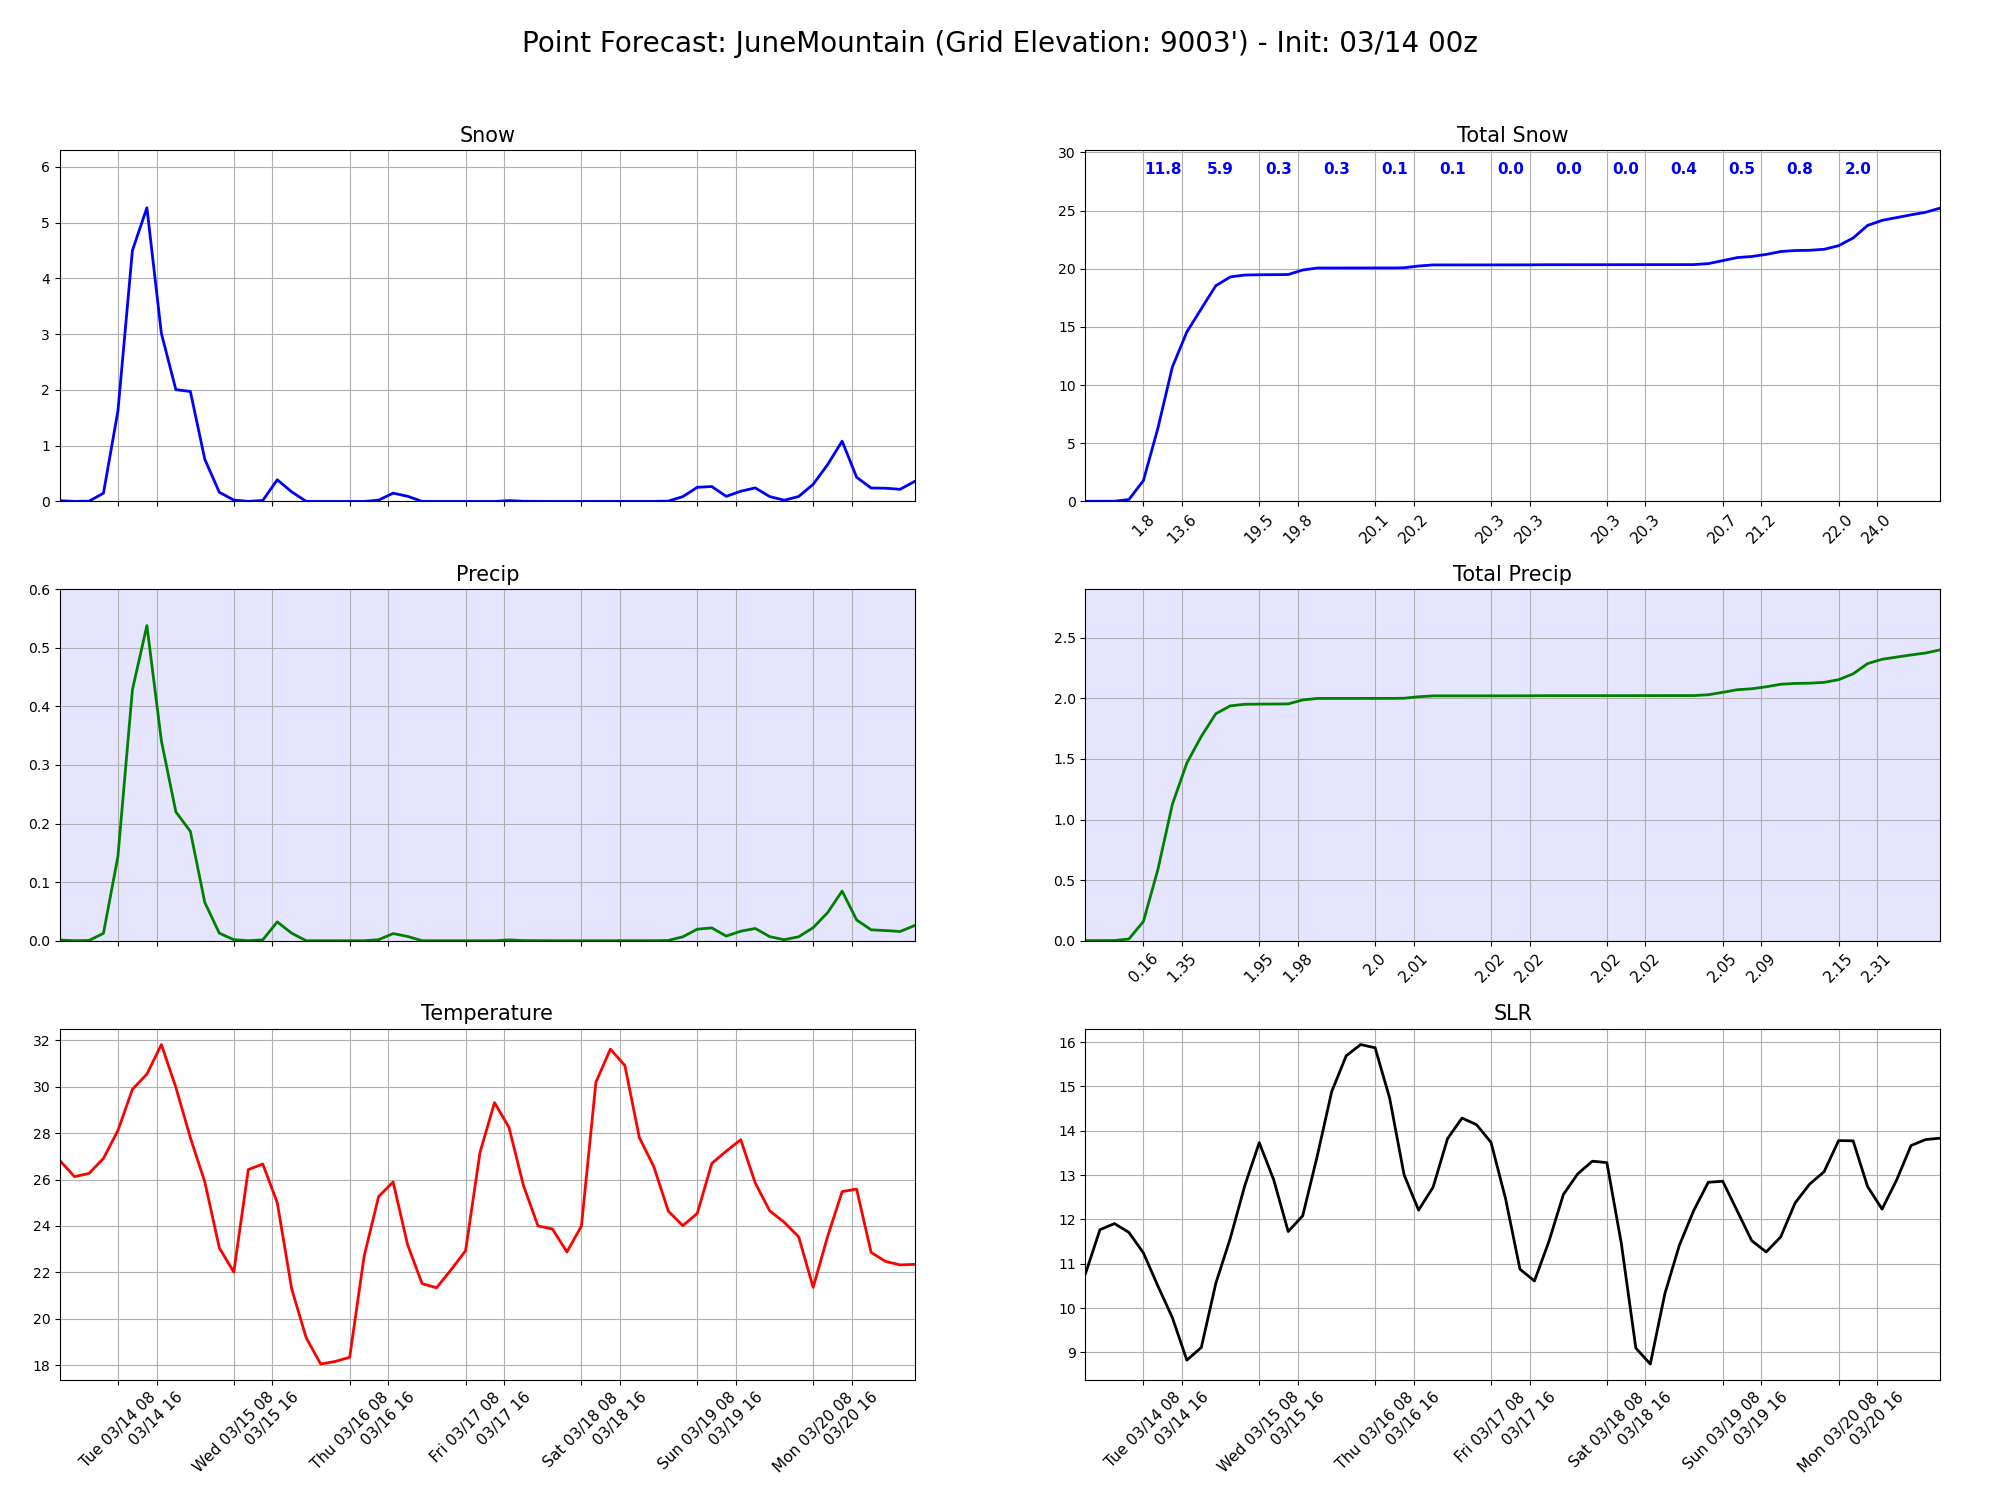 Point Forecast: JuneMountain (Grid Elevation: 9003') - Init: 03/14 00z
Snow
6
5
4
3
2
1
0
Total Snow
30
25
20
15
10
5
0
11.8 5.9 0.3 0.3 0.1 0.1 0.0 0.0 0.0 0.4 0.5 0.8 2.0
1.8 13.6 19.5 19.8 20.1 20.2 20.3 20.3 20.3 20.3 20.7 21.2 22.0 24.0
Precip
0.6
0.5
0.4
0.3
0.2
0.1
0.0
Total Precip
2.5
2.0
1.5
1.0
0.5
0.0
0.16 1.35 1.95 1.98 2.0 2.01 2.02 2.02 2.02 2.02 2.05 2.09 2.15 2.31
Temperature
32
30
28
26
24
22
20
18
Tue 03/14 08
03/14 16
Wed 03/15 08
03/15 16
Thu 03/16 08
03/16 16
Fri 03/17 08
03/17 16
Sat 03/18 08
03/18 16
Sun 03/19 08
03/19 16
Mon 03/20 08
03/20 16
SLR
16
15
14
13
12
11
10
9
Tue 03/14 08
03/14 16
Wed 03/15 08
03/15 16
Thu 03/16 08
03/16 16
Fri 03/17 08
03/17 16
Sat 03/18 08
03/18 16
Sun 03/19 08
03/19 16
Mon 03/20 08
03/20 16